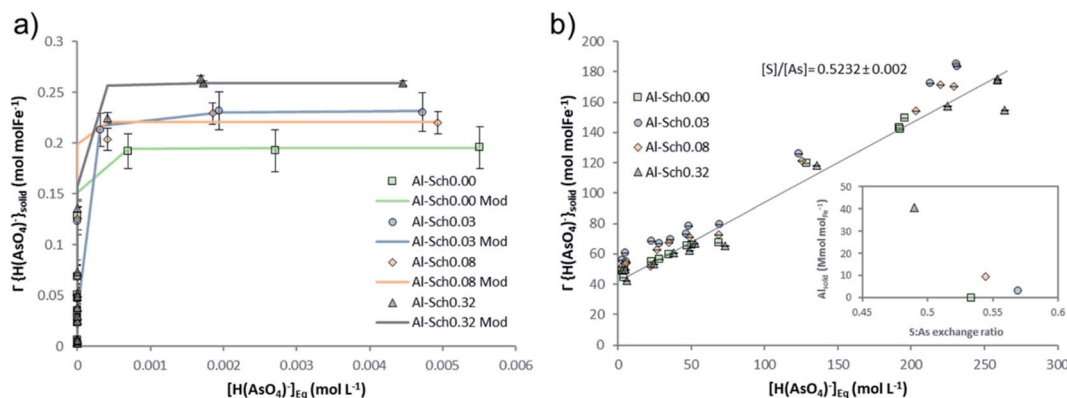 a)
Γ {H(AsO₄)⁻}solid (mol molFe⁻¹)
0.3
0.25
0.2
0.15
0.1
0.05
0
0 0.001 0.002 0.003 0.004 0.005 0.006
[H(AsO₄)⁻]Eq (mol L⁻¹)
Al-Sch0.00
Al-Sch0.00 Mod
Al-Sch0.03
Al-Sch0.03 Mod
Al-Sch0.08
Al-Sch0.08 Mod
Al-Sch0.32
Al-Sch0.32 Mod
b)
Γ {H(AsO₄)⁻}solid (mol molFe⁻¹)
200
180
160
140
120
100
80
60
40
20
0
0 50 100 150 200 250 300
[H(AsO₄)⁻]Eq (mol L⁻¹)
[S]/[As]= 0.5232 ± 0.002
Al-Sch0.00
Al-Sch0.03
Al-Sch0.08
Al-Sch0.32
Alsolid (Mmol molFe⁻¹)
50
40
30
20
10
0
0.45 0.5 0.55 0.6
S:As exchange ratio